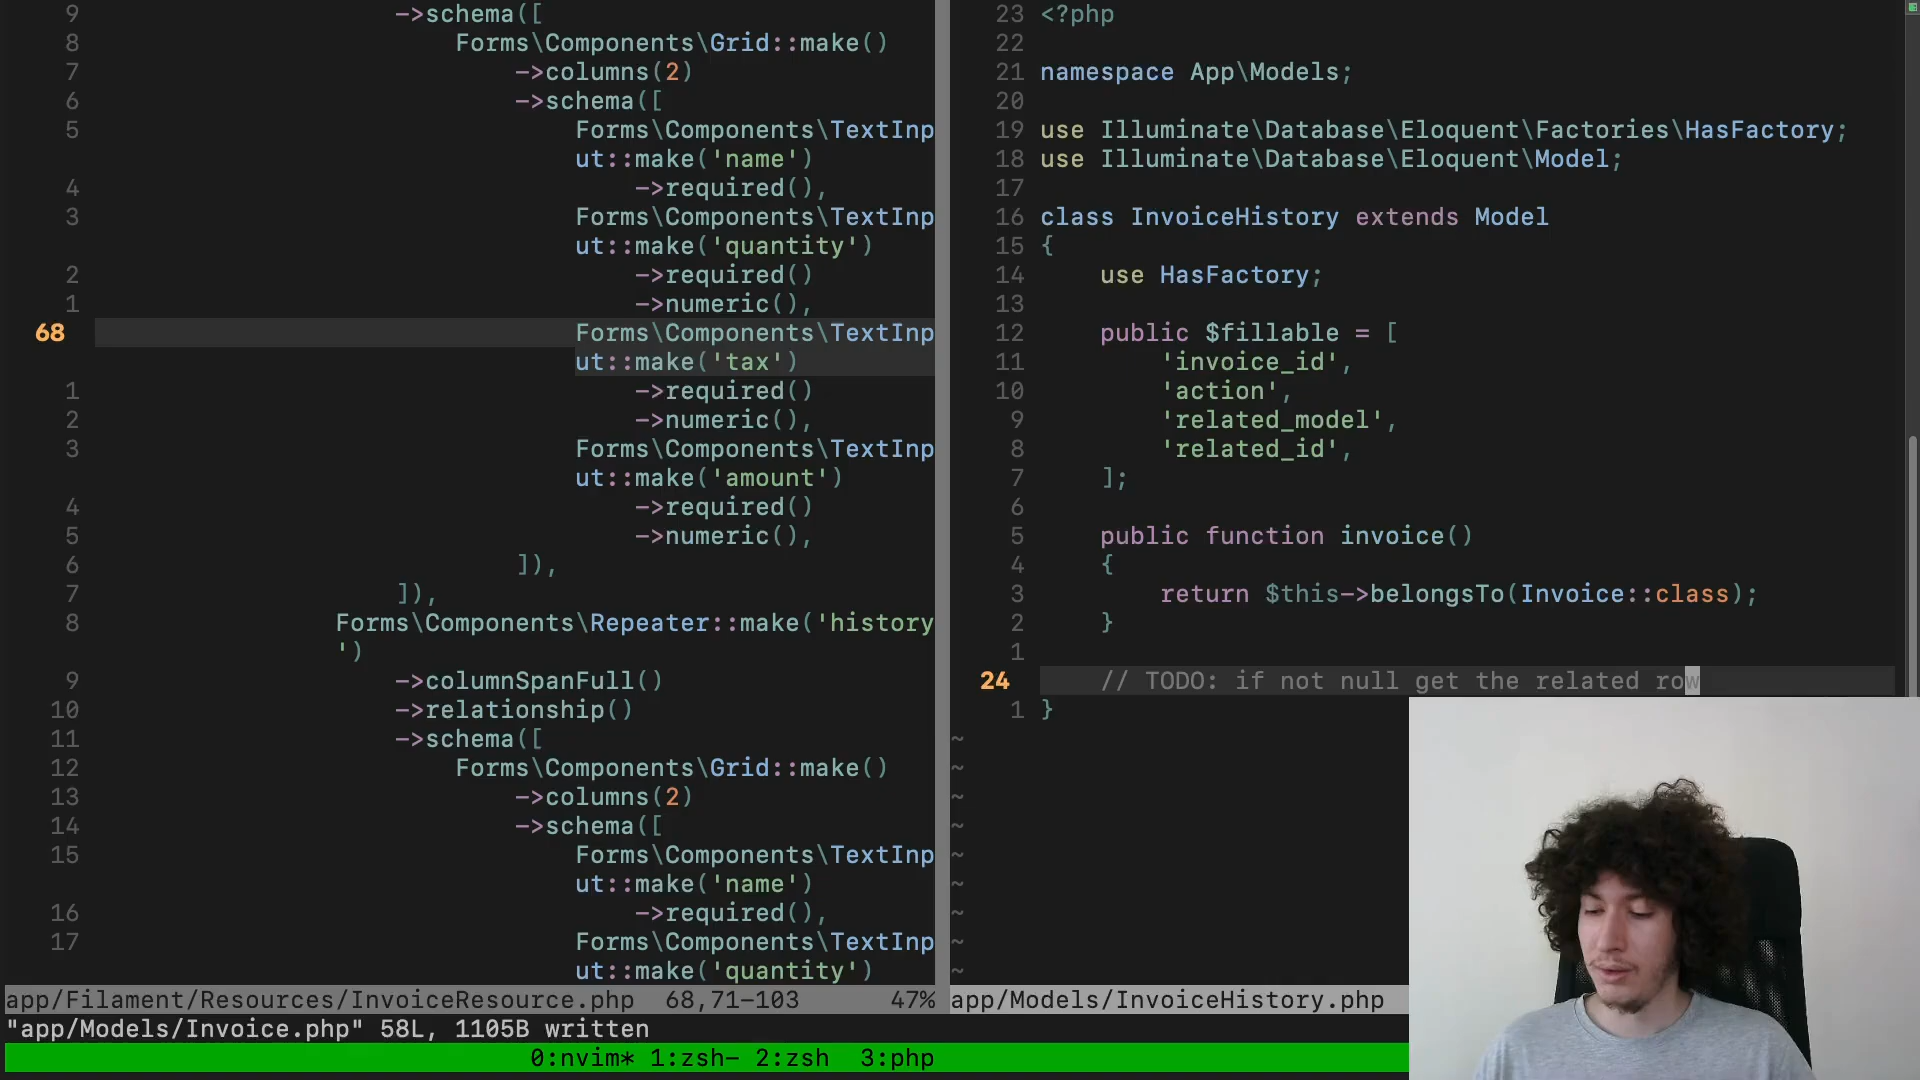 9 ->schema([
8 Forms\Components\Grid::make()
7 ->columns(2)
6 ->schema([
5 Forms\Components\TextInp
ut::make('name')
4 ->required(),
3 Forms\Components\TextInp
ut::make('quantity')
2 ->required()
1 ->numeric(),
68 Forms\Components\TextInp
ut::make('tax')
1 ->required()
2 ->numeric(),
3 Forms\Components\TextInp
ut::make('amount')
4 ->required()
5 ->numeric(),
6 ]),
7 ]),
8 Forms\Components\Repeater::make('history
')
9 ->columnSpanFull()
10 ->relationship()
11 ->schema([
12 Forms\Components\Grid::make()
13 ->columns(2)
14 ->schema([
15 Forms\Components\TextInp
ut::make('name')
16 ->required(),
17 Forms\Components\TextInp
ut::make('quantity')
app/Filament/Resources/InvoiceResource.php 68,71-103 47%
23 <?php
22
21 namespace App\Models;
20
19 use Illuminate\Database\Eloquent\Factories\HasFactory;
18 use Illuminate\Database\Eloquent\Model;
17
16 class InvoiceHistory extends Model
15 {
14 use HasFactory;
13
12 public $fillable = [
11 'invoice_id',
10 'action',
9 'related_model',
8 'related_id',
7 ];
6
5 public function invoice()
4 {
3 return $this->belongsTo(Invoice::class);
2 }
1
24 // TODO: if not null get the related row
1 }
~
~
~
~
~
~
~
~
~
app/Models/InvoiceHistory.php
"app/Models/Invoice.php" 58L, 1105B written
0:nvim* 1:zsh- 2:zsh 3:php